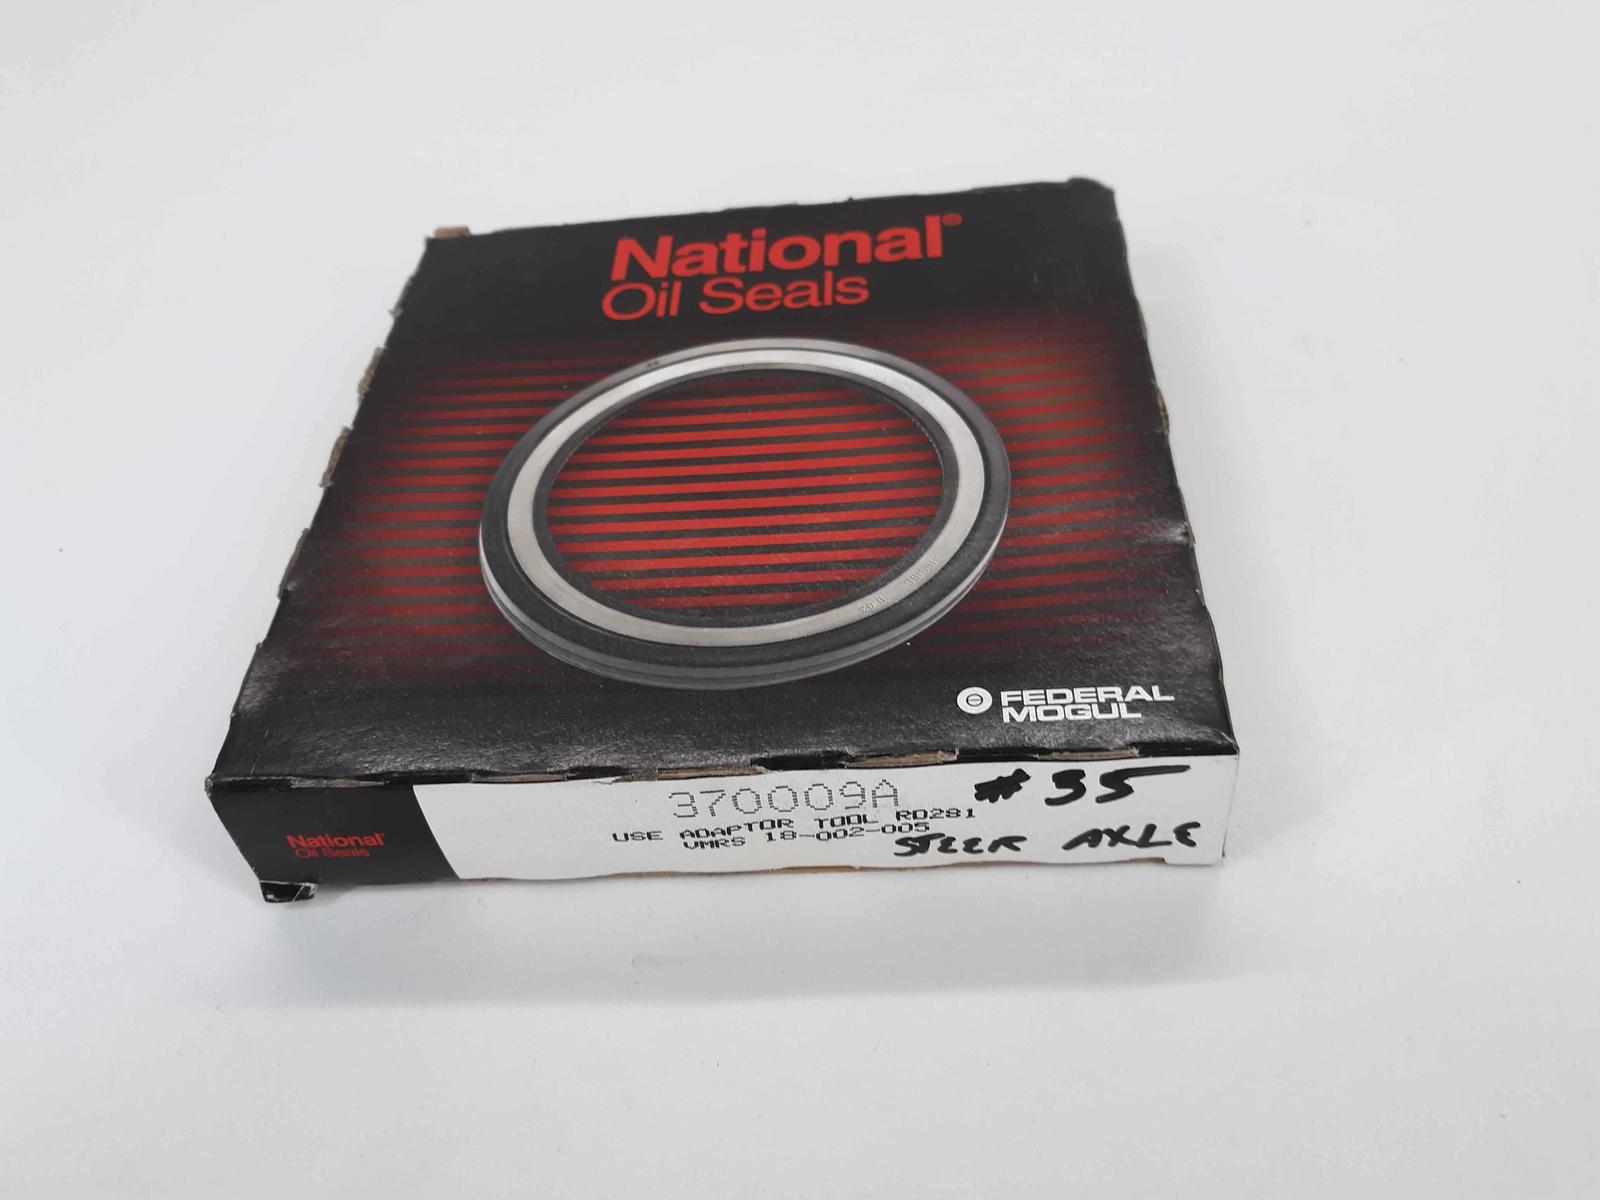 National®
Oil Seals
FEDERAL
MOGUL
370009A
#35
USE ADAPTOR TOOL RD281
VMRS 18-002-005
STEER AXLE
National
Oil Seals